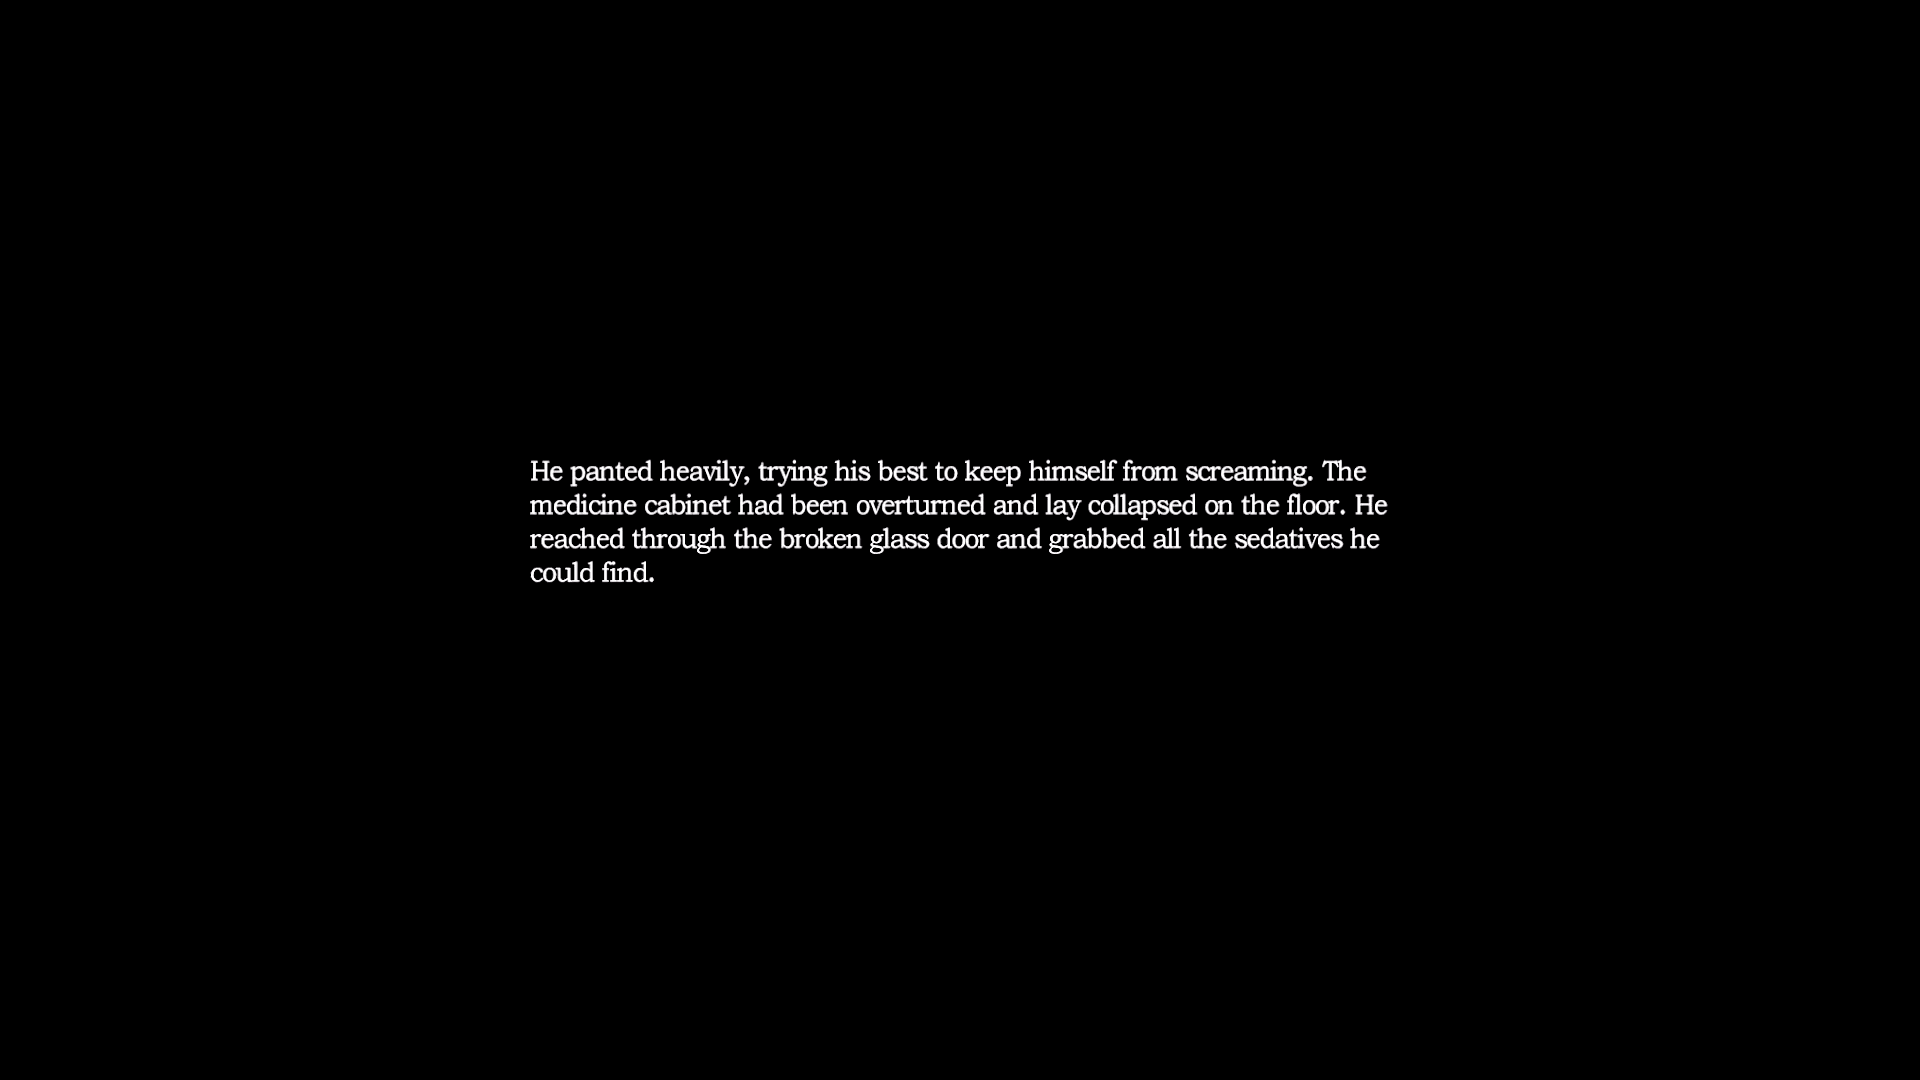 He panted heavily, trying his best to keep himself from screaming. The
medicine cabinet had been overturned and lay collapsed on the floor. He
reached through the broken glass door and grabbed all the sedatives he
could find.